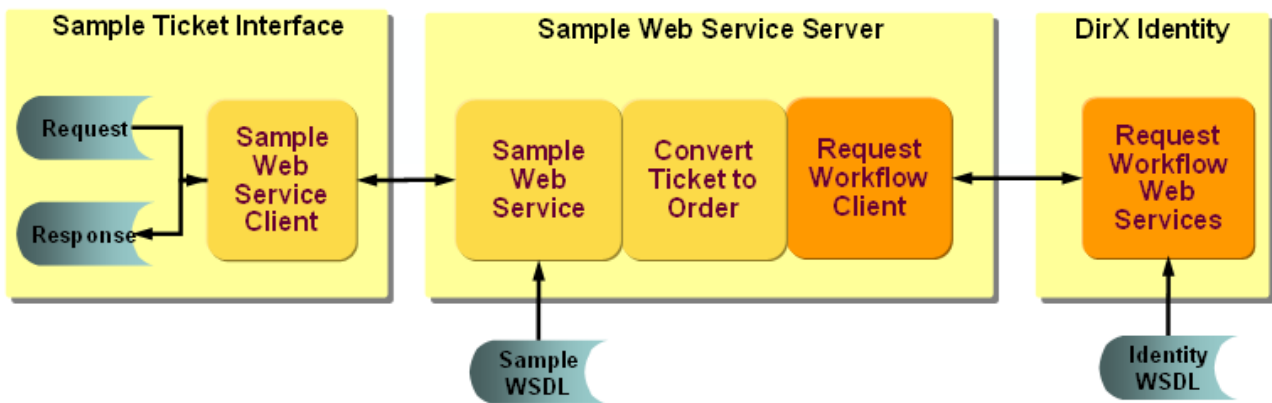 Sample Ticket Interface
Request
Response
Sample
Web
Service
Client
Sample Web Service Server
Sample
Web
Service
Convert
Ticket to
Order
Request
Workflow
Client
Sample
WSDL
DirX Identity
Request
Workflow
Web
Services
Identity
WSDL